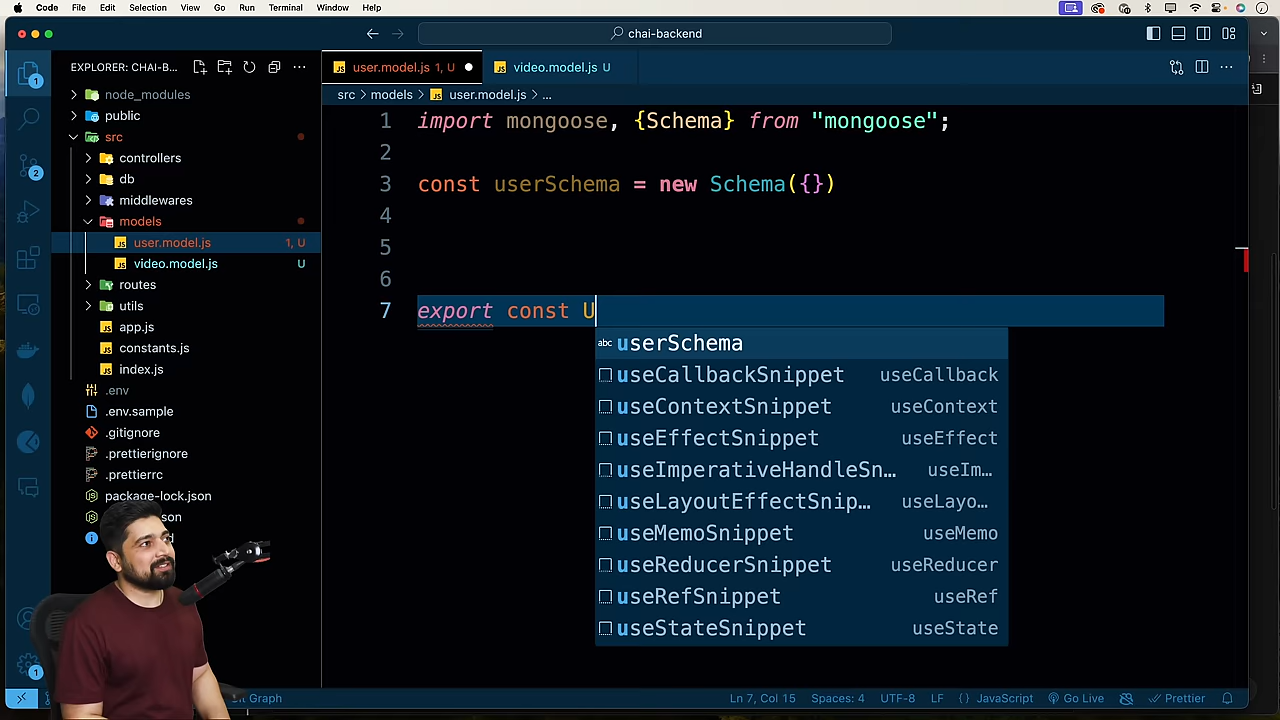 Code File Edit Selection View Go Run Terminal Window Help
chai-backend
EXPLORER: CHAI-B...
user.model.js 1, U
video.model.js U
src > models > user.model.js > ...
node_modules
public
src
controllers
db
middlewares
models
user.model.js 1, U
video.model.js U
routes
utils
app.js
constants.js
index.js
.env
.env.sample
.gitignore
.prettierignore
.prettierrc
package-lock.json
1 import mongoose, {Schema} from "mongoose";
2
3 const userSchema = new Schema({})
4
5
6
7 export const U
abc userSchema
useCallbackSnippet useCallback
useContextSnippet useContext
useEffectSnippet useEffect
useImperativeHandleSn... useIm...
useLayoutEffectSnip... useLayo...
useMemoSnippet useMemo
useReducerSnippet useReducer
useRefSnippet useRef
useStateSnippet useState
1
2
1
Graph
Ln 7, Col 15 Spaces: 4 UTF-8 LF {} JavaScript Go Live Prettier